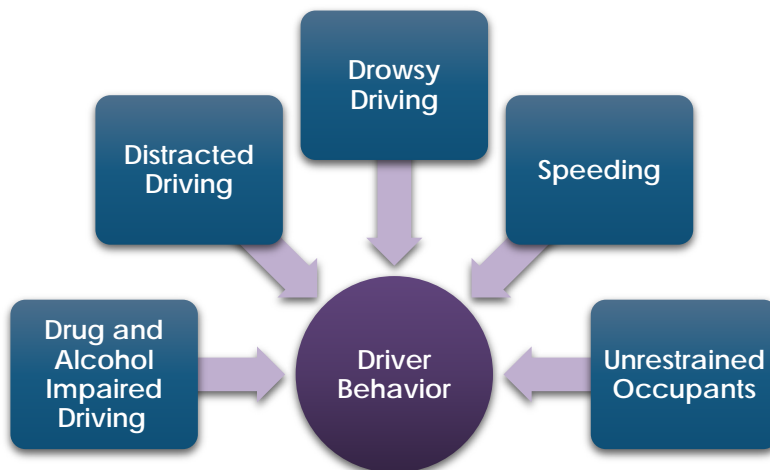 Drowsy
Driving
Distracted
Driving
Speeding
Drug and
Alcohol
Impaired
Driving
Driver
Behavior
Unrestrained
Occupants